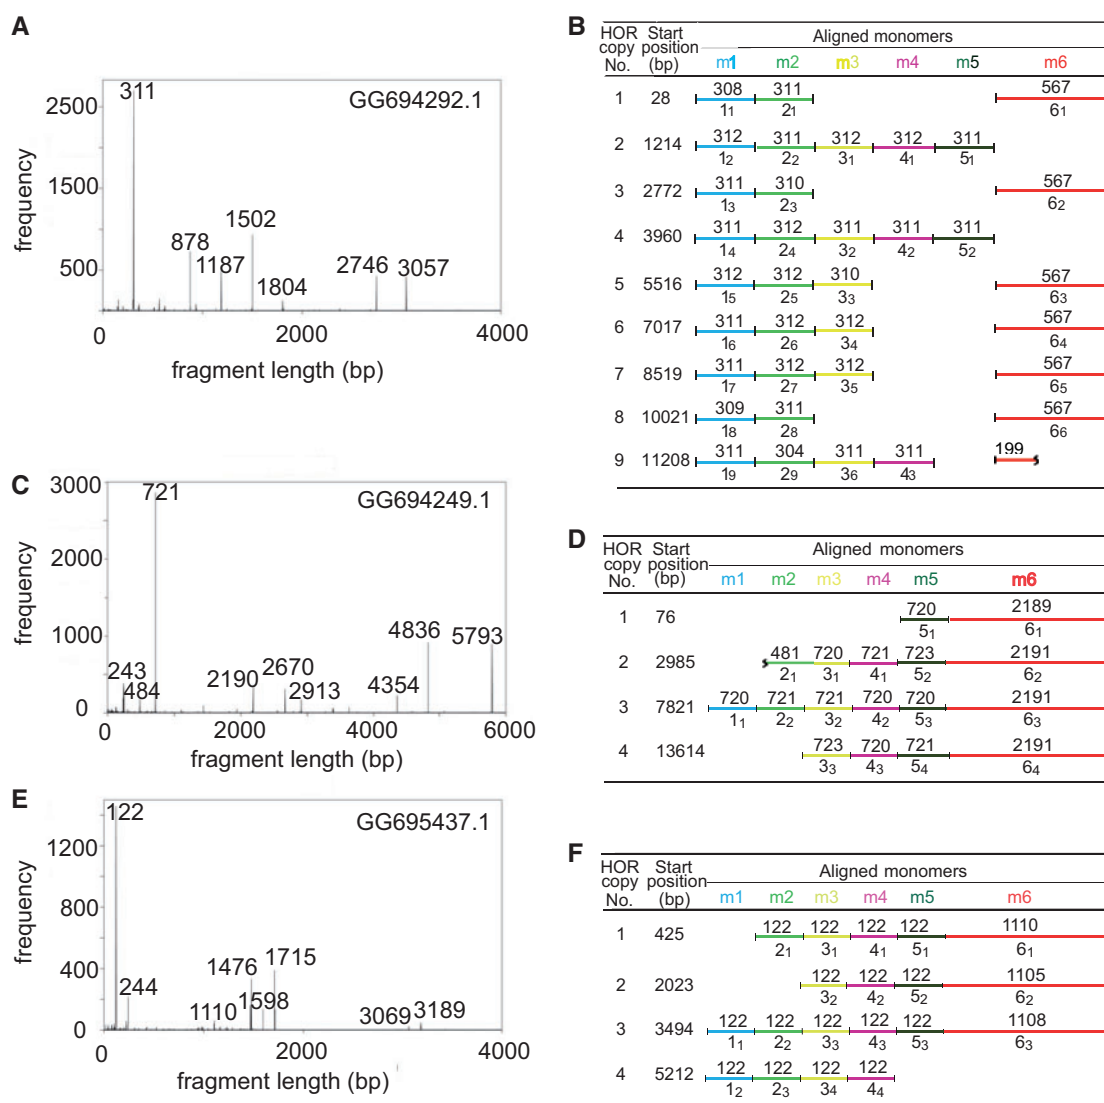 A
GG694292.1
frequency
2500
1500
500
311
878
1187
1502
1804
2746
3057
0 2000 4000
fragment length (bp)
B
HOR copy No. Start position (bp) Aligned monomers
m1 m2 m3 m4 m5 m6
1 28 308 311 567
1₁ 2₁ 6₁
2 1214 312 311 312 312 311
1₂ 2₂ 3₁ 4₁ 5₁
3 2772 311 310 567
1₃ 2₃ 6₂
4 3960 311 312 311 311 311
1₄ 2₄ 3₂ 4₂ 5₂
5 5516 312 312 310 567
1₅ 2₅ 3₃ 6₃
6 7017 311 312 312 567
1₆ 2₆ 3₄ 6₄
7 8519 311 312 312 567
1₇ 2₇ 3₅ 6₅
8 10021 309 311 567
1₈ 2₈ 6₆
9 11208 311 304 311 311 199
1₉ 2₉ 3₆ 4₃
C
GG694249.1
frequency
3000
2000
1000
0
721
243
484
2190
2670
2913
4354
4836
5793
0 2000 4000 6000
fragment length (bp)
D
HOR copy No. Start position (bp) Aligned monomers
m1 m2 m3 m4 m5 m6
1 76 720 2189
5₁ 6₁
2 2985 481 720 721 723 2191
2₁ 3₁ 4₁ 5₂ 6₂
3 7821 720 721 721 720 720 2191
1₁ 2₂ 3₂ 4₂ 5₃ 6₃
4 13614 723 720 721 2191
3₃ 4₃ 5₄ 6₄
E
GG695437.1
frequency
1200
800
400
0
122
244
1110
1476
1598
1715
3069
3189
0 2000 4000
fragment length (bp)
F
HOR copy No. Start position (bp) Aligned monomers
m1 m2 m3 m4 m5 m6
1 425 122 122 122 122 1110
2₁ 3₁ 4₁ 5₁ 6₁
2 2023 122 122 122 1105
3₂ 4₂ 5₂ 6₂
3 3494 122 122 122 122 122 1108
1₁ 2₂ 3₃ 4₃ 5₃ 6₃
4 5212 122 122 122 122
1₂ 2₃ 3₄ 4₄